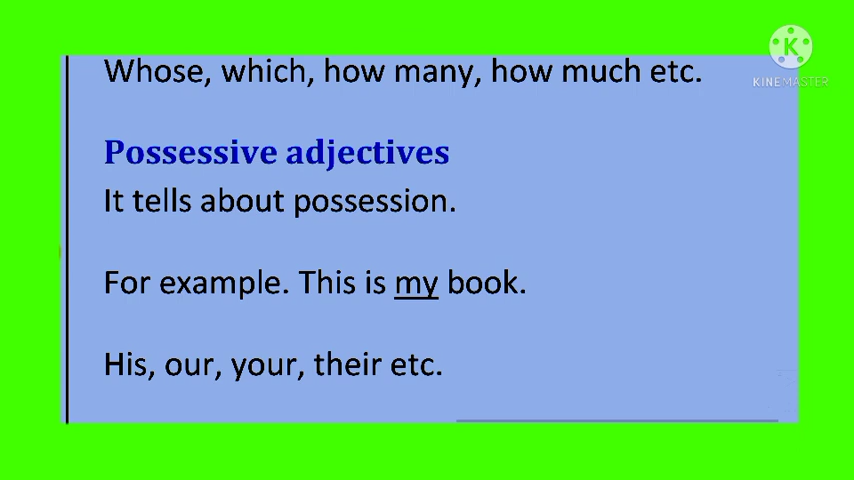 Whose, which, how many, how much etc.
K
KINEMASTER
Possessive adjectives
It tells about possession.
For example. This is my book.
His, our, your, their etc.